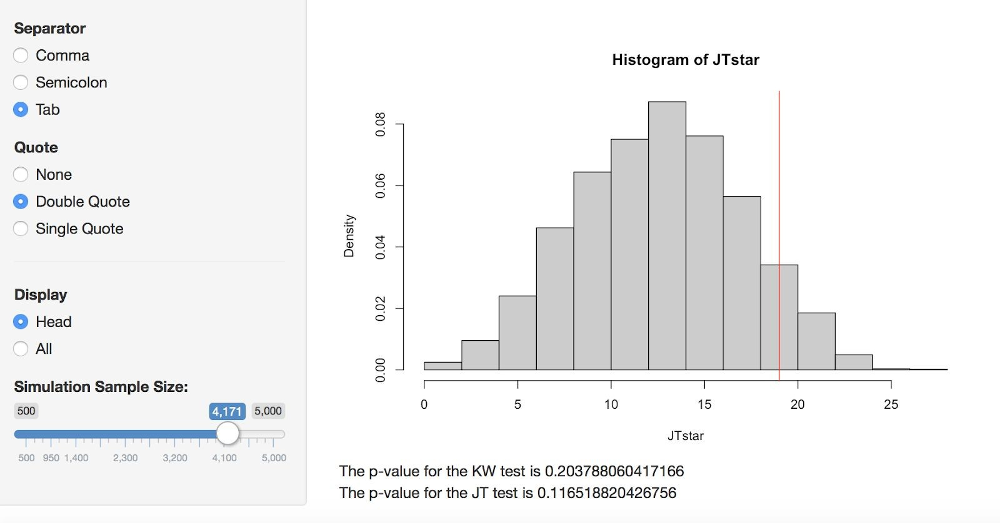 Separator
Comma
Semicolon
Tab
Quote
None
Double Quote
Single Quote
Display
Head
All
Simulation Sample Size:
500 4,171 5,000
500 950 1,400 2,300 3,200 4,100 5,000
Histogram of JTstar
Density
0.08
0.06
0.04
0.02
0.00
0 5 10 15 20 25
JTstar
The p-value for the KW test is 0.203788060417166
The p-value for the JT test is 0.116518820426756